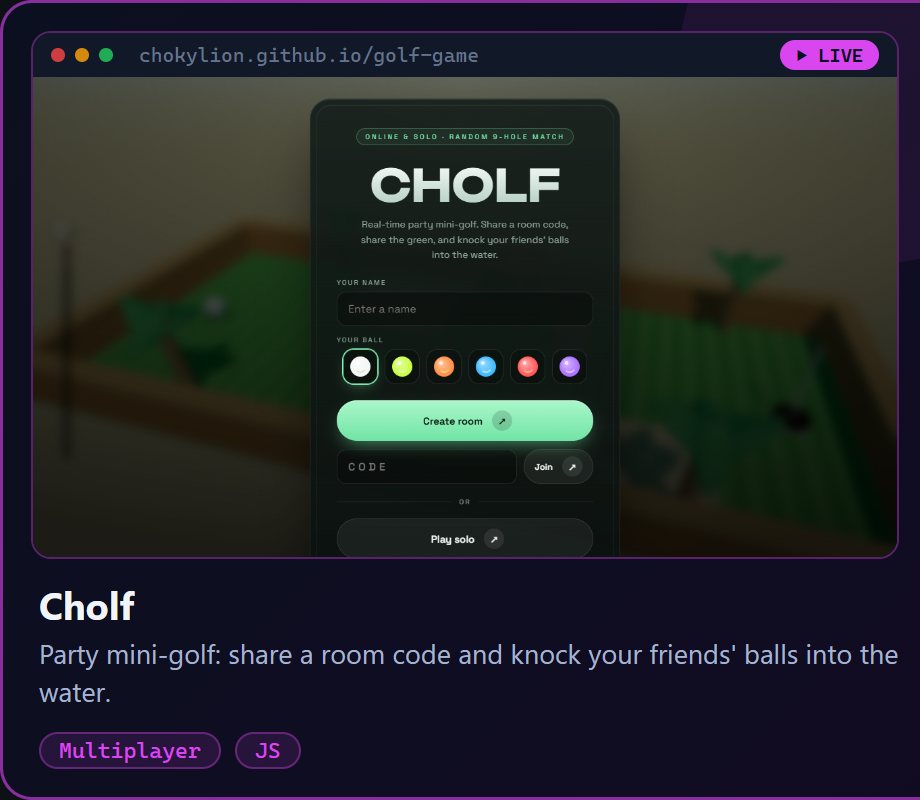 chokylion.github.io/golf-game
▶ LIVE
ONLINE & SOLO · RANDOM 9-HOLE MATCH
CHOLF
Real-time party mini-golf. Share a room code,
share the green, and knock your friends' balls
into the water.
YOUR NAME
Enter a name
YOUR BALL
Create room ↗
CODE
Join ↗
OR
Play solo ↗
Cholf
Party mini-golf: share a room code and knock your friends' balls into the
water.
Multiplayer
JS